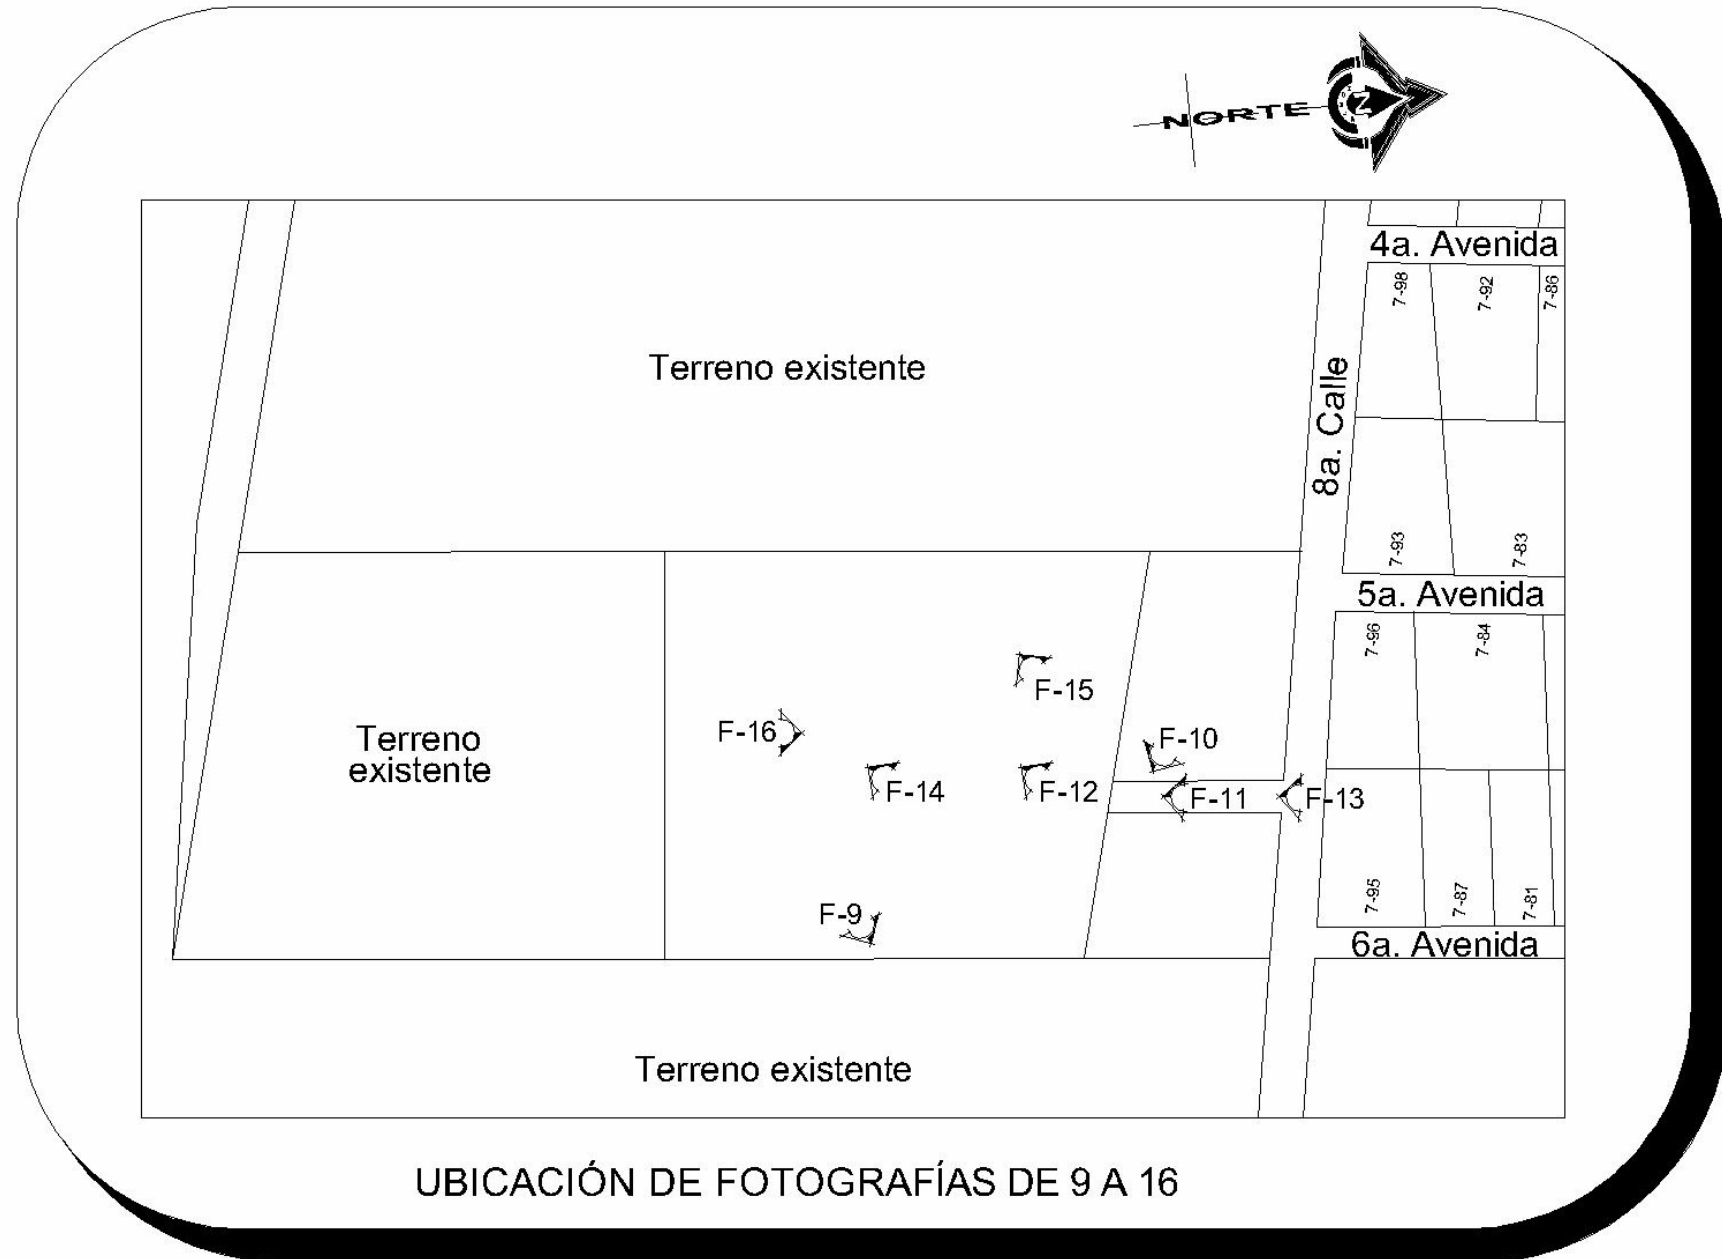 NORTE
N
4a. Avenida
7-98
7-92
7-86
Terreno existente
8a. Calle
7-93
7-83
5a. Avenida
7-96
7-84
F-15
F-16
F-10
Terreno
existente
F-14
F-12
F-11
F-13
7-95
7-87
7-81
F-9
6a. Avenida
Terreno existente
UBICACIÓN DE FOTOGRAFÍAS DE 9 A 16